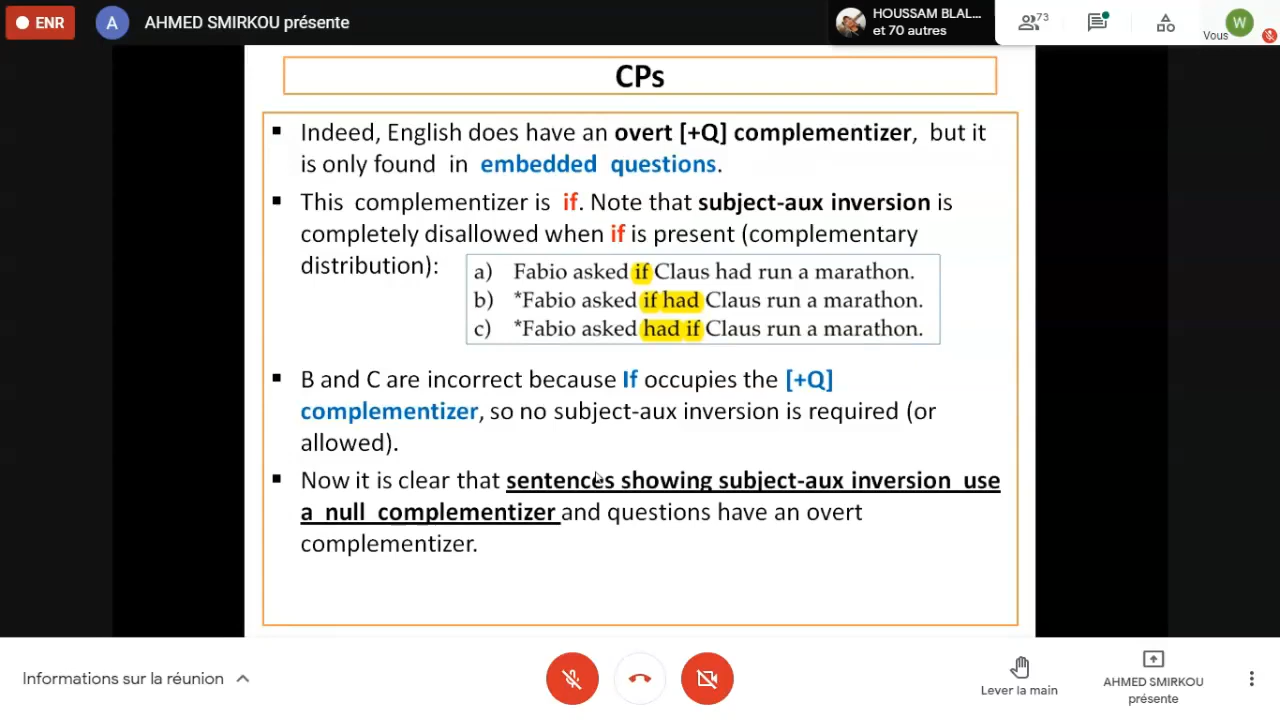 ENR
A
AHMED SMIRKOU présente
HOUSSAM BLAL...
et 70 autres
73
Vous
W
CPs
▪ Indeed, English does have an overt [+Q] complementizer, but it
is only found in embedded questions.
▪ This complementizer is if. Note that subject-aux inversion is
completely disallowed when if is present (complementary
distribution):
a) Fabio asked if Claus had run a marathon.
b) *Fabio asked if had Claus run a marathon.
c) *Fabio asked had if Claus run a marathon.
▪ B and C are incorrect because If occupies the [+Q]
complementizer, so no subject-aux inversion is required (or
allowed).
▪ Now it is clear that sentences showing subject-aux inversion use
a null complementizer and questions have an overt
complementizer.
Informations sur la réunion
Lever la main
AHMED SMIRKOU
présente